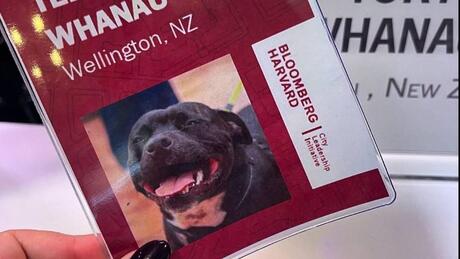 WHANAU
Wellington, NZ
BLOOMBERG
HARVARD
City
Leadership
Initiative
WHANAU
, NEW Z